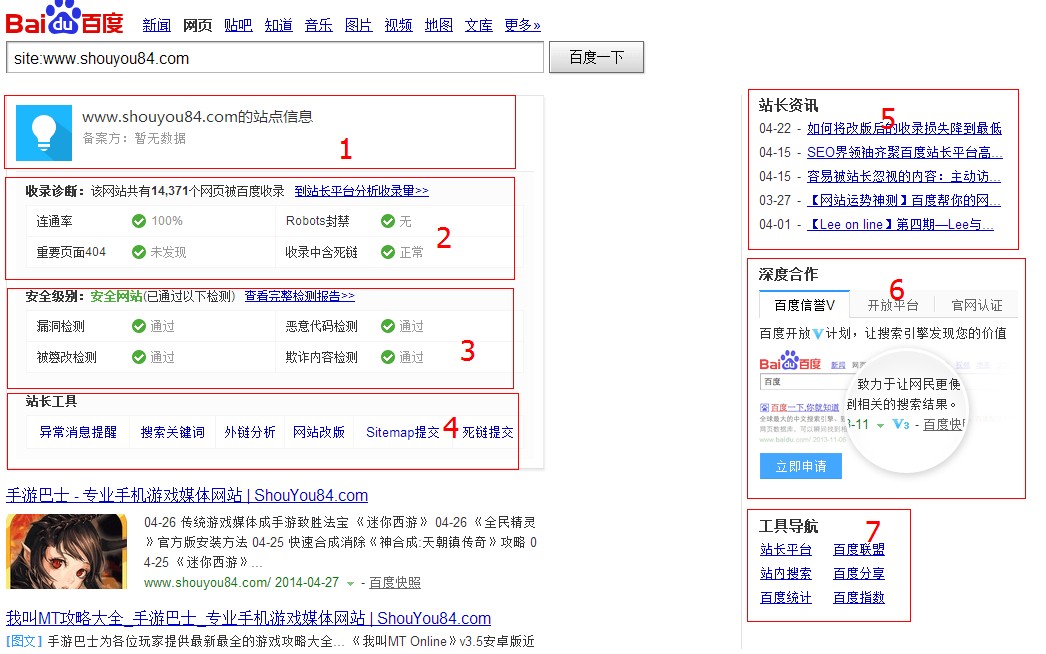 Bai du 百度 新闻 网页 贴吧 知道 音乐 图片 视频 地图 文库 更多»
site:www.shouyou84.com 百度一下
www.shouyou84.com的站点信息
备案方：暂无数据
1
收录诊断：该网站共有14,371个网页被百度收录 到站长平台分析收录量>>
连通率 100% Robots封禁 无
重要页面404 未发现 收录中含死链 正常
2
安全级别：安全网站(已通过以下检测) 查看完整检测报告>>
漏洞检测 通过 恶意代码检测 通过
被篡改检测 通过 欺诈内容检测 通过
3
站长工具
异常消息提醒 搜索关键词 外链分析 网站改版 Sitemap提交 死链提交
4
手游巴士 - 专业手机游戏媒体网站 | ShouYou84.com
04-26 传统游戏媒体成手游致胜法宝 《迷你西游》 04-26 《全民精灵
》官方版安装方法 04-25 快速合成消除《神合成:天朝镇传奇》攻略 0
4-25 《迷你西游》...
www.shouyou84.com/ 2014-04-27 - 百度快照
我叫MT攻略大全_手游巴士_专业手机游戏媒体网站 | ShouYou84.com
[图文] 手游巴士为各位玩家提供最新最全的游戏攻略大全... 《我叫MT Online》v3.5安卓版近
站长资讯
5
04-22 - 如何将改版后的收录损失降到最低
04-15 - SEO界领袖齐聚百度站长平台高...
04-15 - 容易被站长忽视的内容：主动访...
03-27 - 【网站运势神测】百度帮你的网...
04-01 - 【Lee on line】第四期—Lee与...
深度合作
6
百度信誉V 开放平台 官网认证
百度开放V计划，让搜索引擎发现您的价值
Bai du 百度 新闻 网页
百度
百度一下,你就知道
致力于让网民更便
到相关的搜索结果。
3-11 V3 - 百度快
www.baidu.com/ 2013-11-06
立即申请
工具导航
7
站长平台 百度联盟
站内搜索 百度分享
百度统计 百度指数